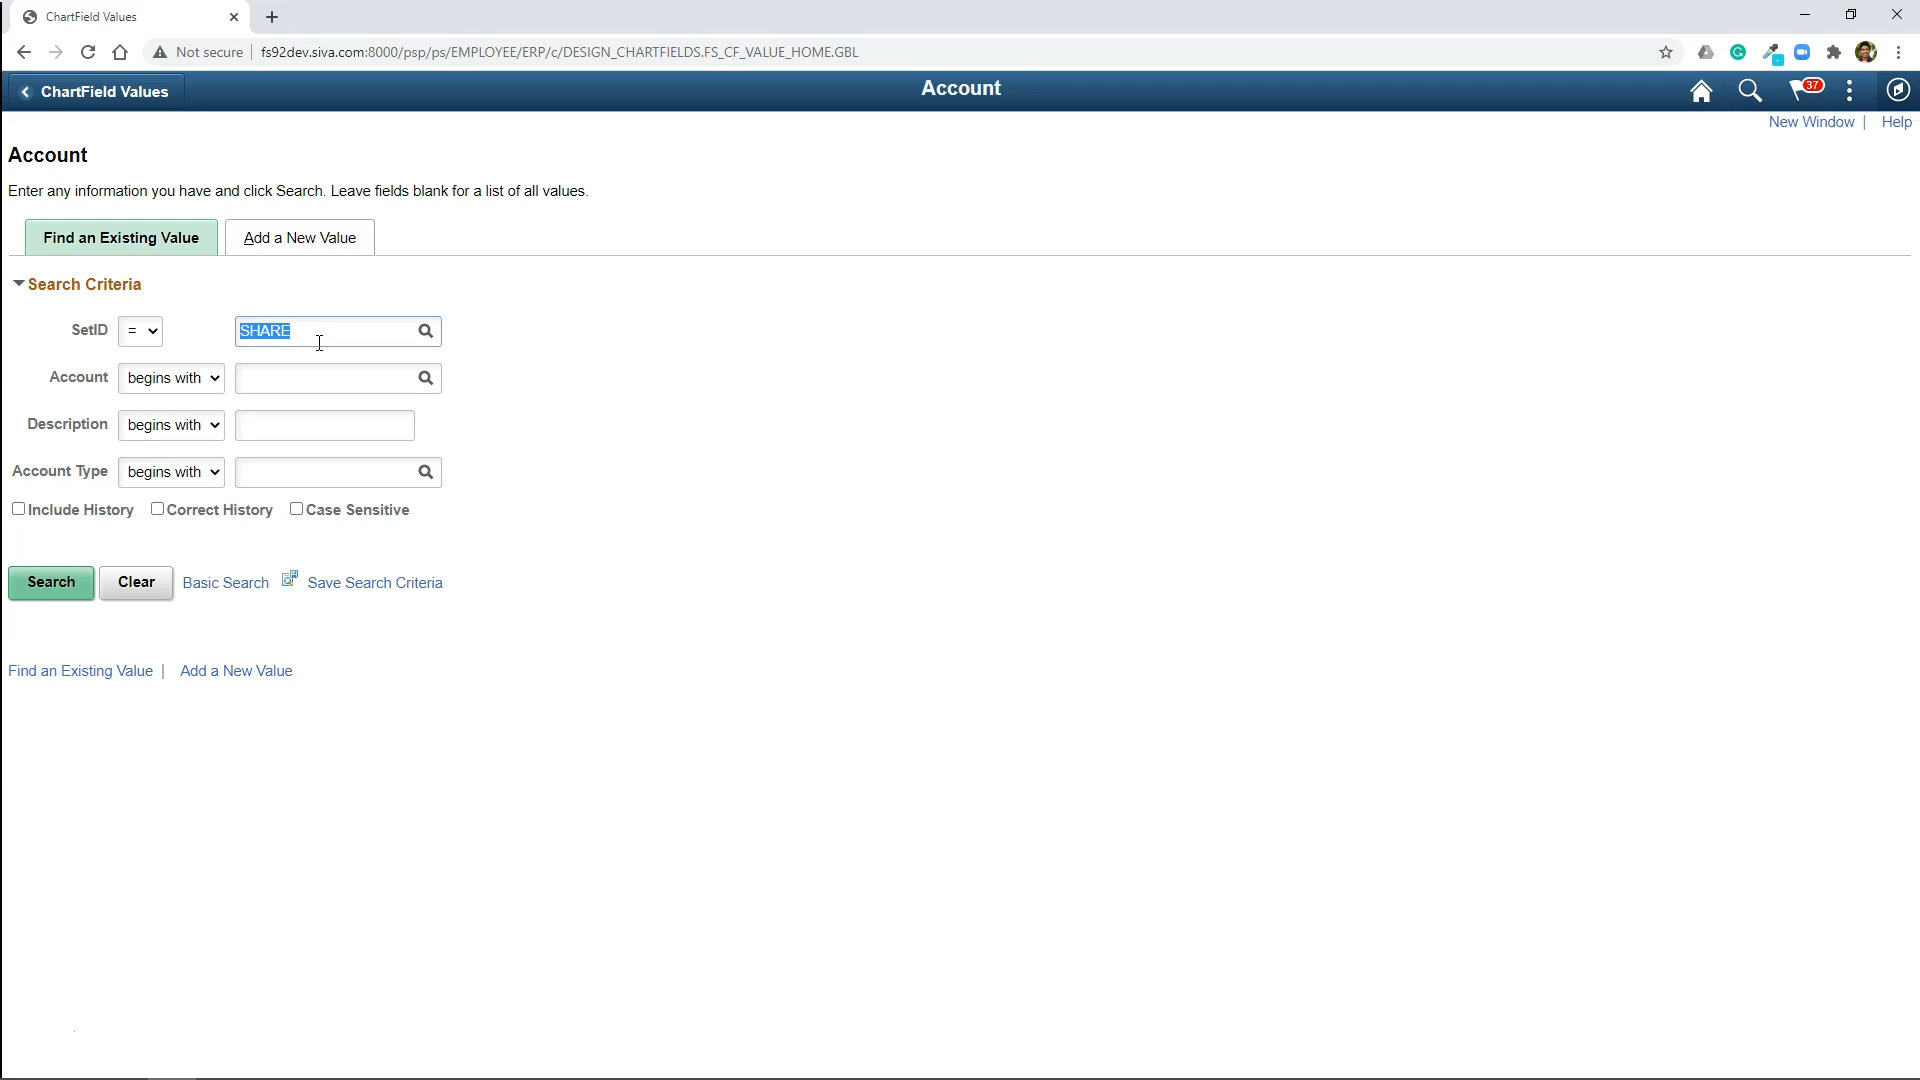 ChartField Values
Not secure fs92dev.siva.com:8000/psp/ps/EMPLOYEE/ERP/c/DESIGN_CHARTFIELDS.FS_CF_VALUE_HOME.GBL
ChartField Values
Account
37
New Window | Help
Account
Enter any information you have and click Search. Leave fields blank for a list of all values.
Find an Existing Value
Add a New Value
Search Criteria
SetID = SHARE
Account begins with
Description begins with
Account Type begins with
Include History Correct History Case Sensitive
Search Clear Basic Search Save Search Criteria
Find an Existing Value | Add a New Value